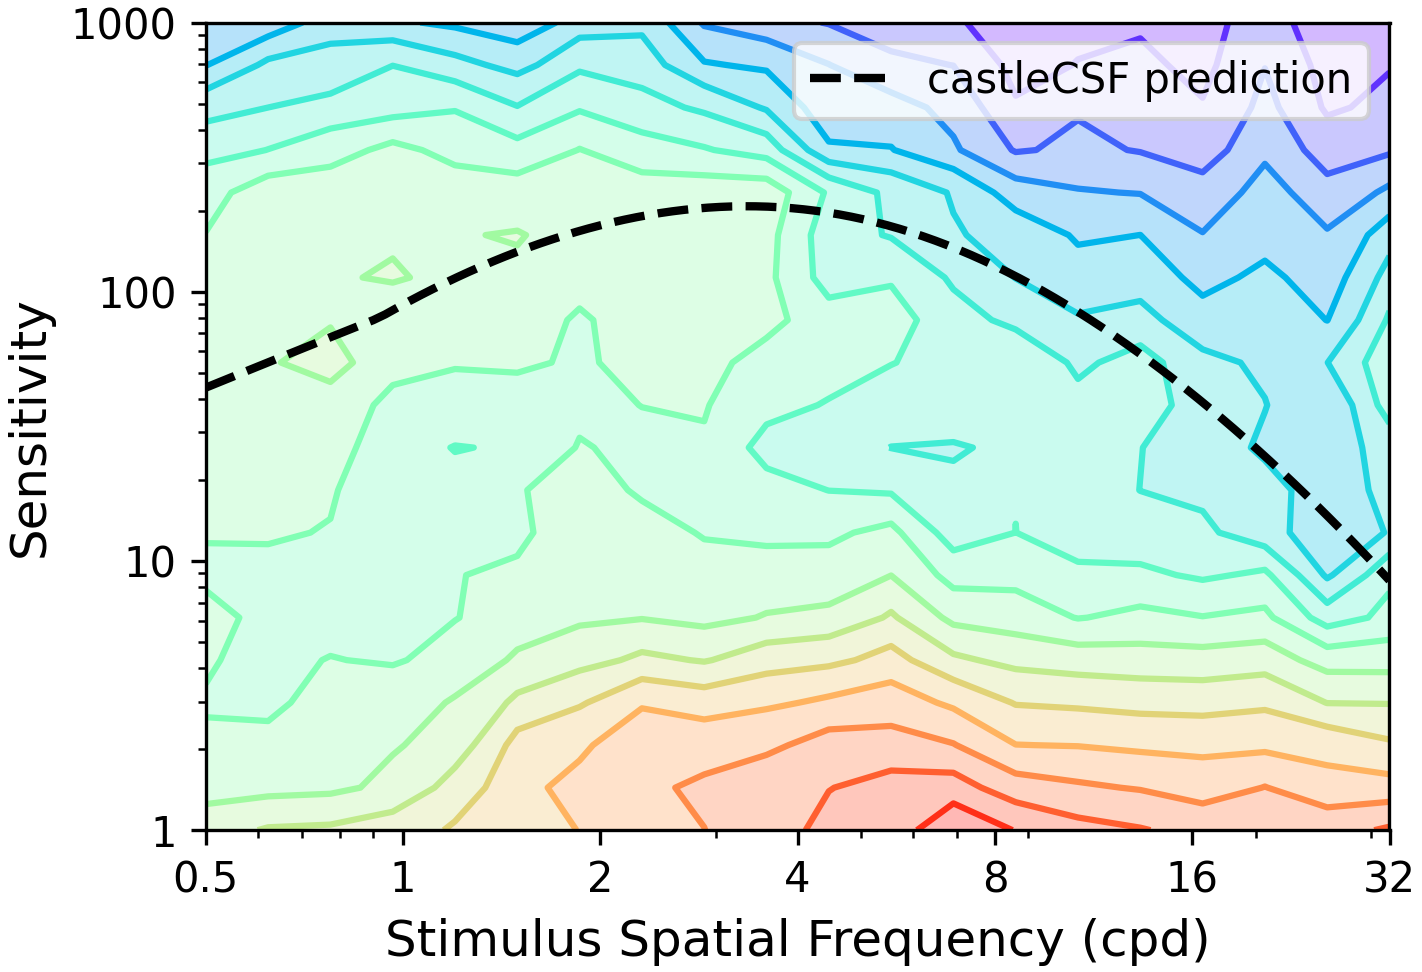 1000
castleCSF prediction
100
10
1
Sensitivity
0.5 1 2 4 8 16 32
Stimulus Spatial Frequency (cpd)